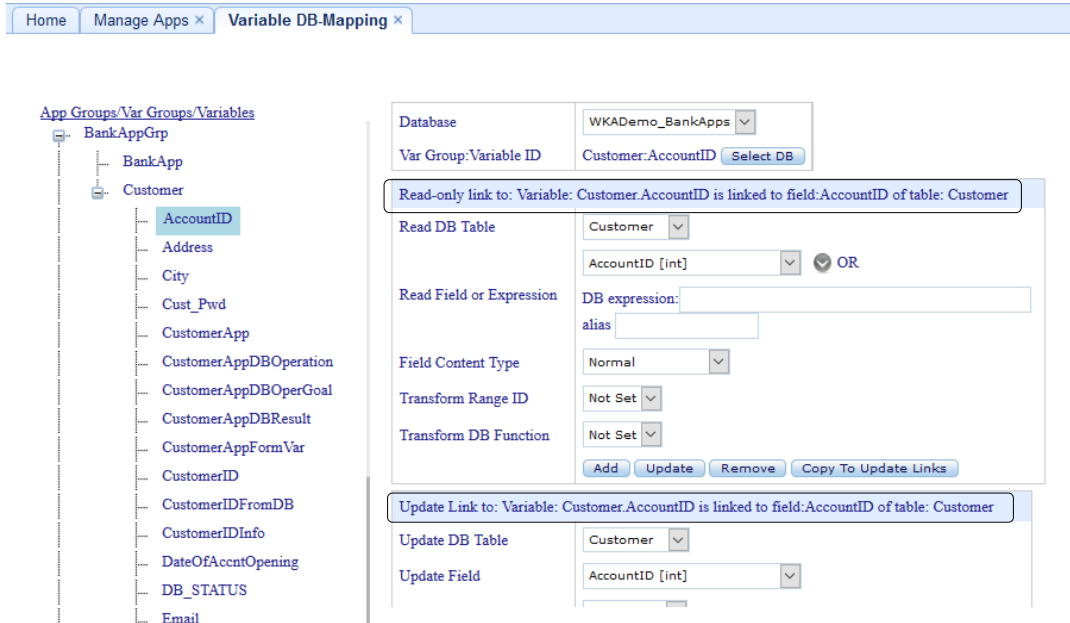 Home Manage Apps × Variable DB-Mapping ×
App Groups/Var Groups/Variables
BankAppGrp
BankApp
Customer
AccountID
Address
City
Cust_Pwd
CustomerApp
CustomerAppDBOperation
CustomerAppDBOperGoal
CustomerAppDBResult
CustomerAppFormVar
CustomerID
CustomerIDFromDB
CustomerIDInfo
DateOfAccntOpening
DB_STATUS
Email
Database WKADemo_BankApps
Var Group:Variable ID Customer:AccountID Select DB
Read-only link to: Variable: Customer.AccountID is linked to field:AccountID of table: Customer
Read DB Table Customer
AccountID [int] OR
Read Field or Expression DB expression:
alias
Field Content Type Normal
Transform Range ID Not Set
Transform DB Function Not Set
Add Update Remove Copy To Update Links
Update Link to: Variable: Customer.AccountID is linked to field:AccountID of table: Customer
Update DB Table Customer
Update Field AccountID [int]